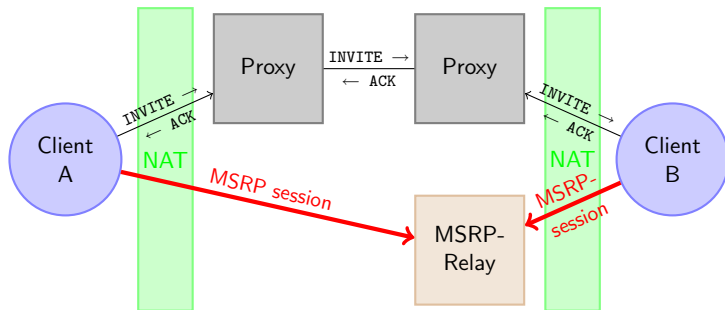 Client
A
NAT
INVITE →
← ACK
Proxy
INVITE →
← ACK
Proxy
INVITE →
← ACK
NAT
Client
B
MSRP session
MSRP-
session
MSRP-
Relay